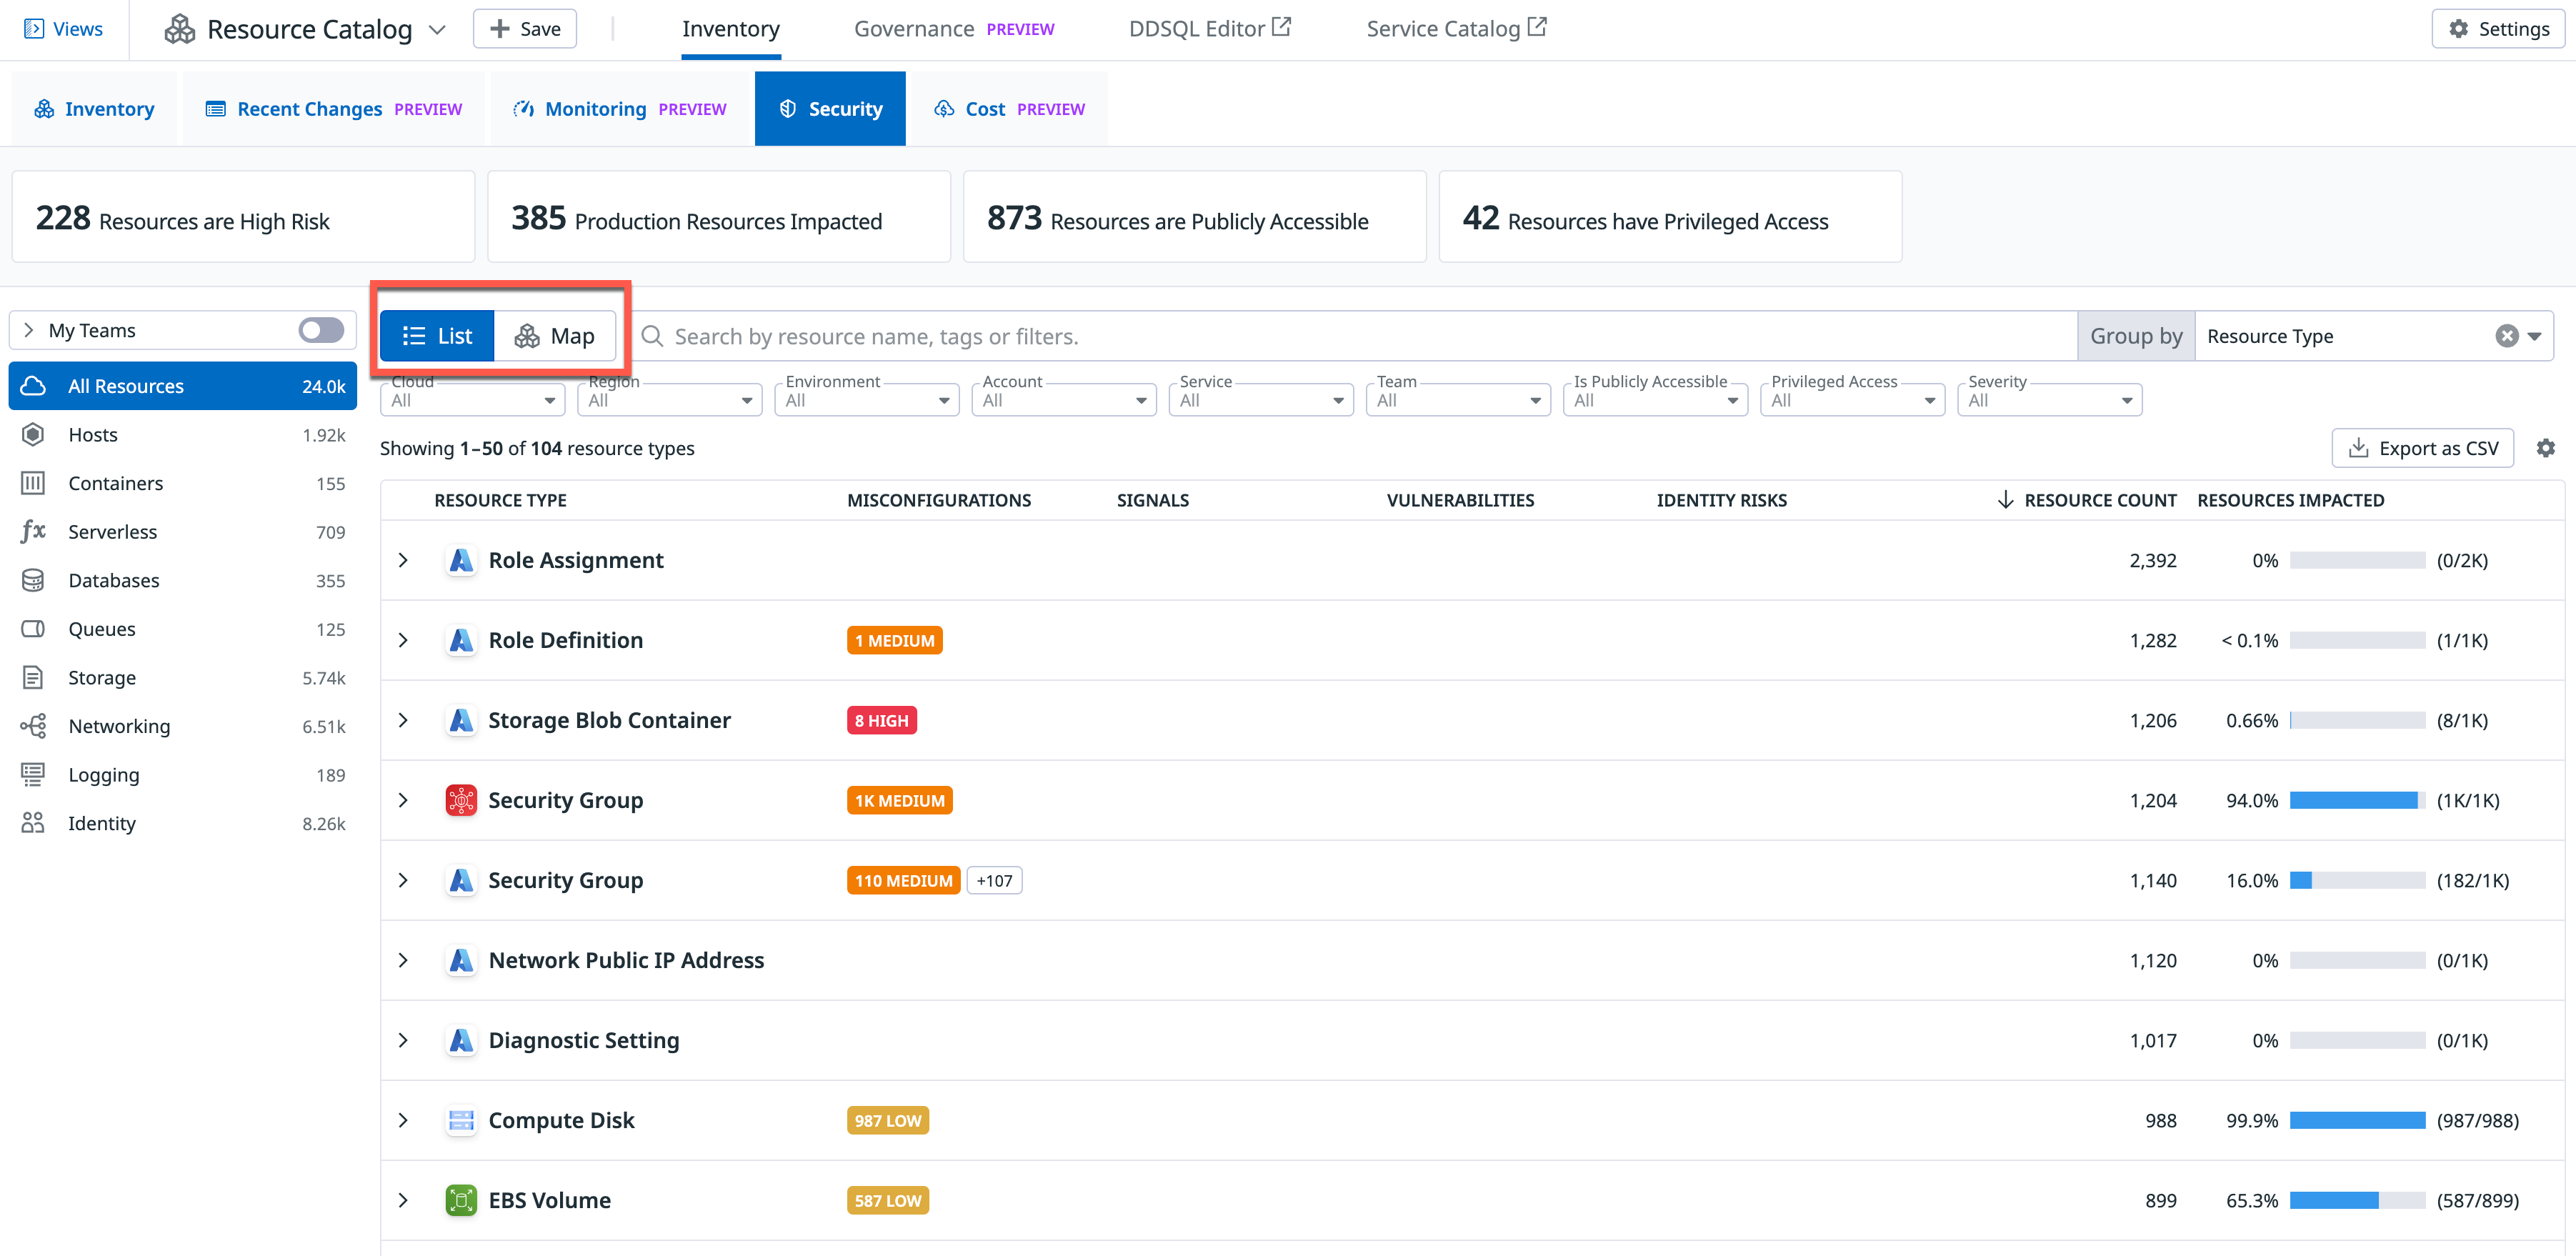 Views
Resource Catalog
Save
Inventory
Governance PREVIEW
DDSQL Editor
Service Catalog
Settings
Inventory
Recent Changes PREVIEW
Monitoring PREVIEW
Security
Cost PREVIEW
228 Resources are High Risk
385 Production Resources Impacted
873 Resources are Publicly Accessible
42 Resources have Privileged Access
My Teams
All Resources 24.0k
Hosts 1.92k
Containers 155
Serverless 709
Databases 355
Queues 125
Storage 5.74k
Networking 6.51k
Logging 189
Identity 8.26k
List
Map
Search by resource name, tags or filters.
Group by
Resource Type
Cloud
All
Region
All
Environment
All
Account
All
Service
All
Team
All
Is Publicly Accessible
All
Privileged Access
All
Severity
All
Showing 1–50 of 104 resource types
Export as CSV
RESOURCE TYPE MISCONFIGURATIONS SIGNALS VULNERABILITIES IDENTITY RISKS RESOURCE COUNT RESOURCES IMPACTED
Role Assignment 2,392 0% (0/2K)
Role Definition 1 MEDIUM 1,282 < 0.1% (1/1K)
Storage Blob Container 8 HIGH 1,206 0.66% (8/1K)
Security Group 1K MEDIUM 1,204 94.0% (1K/1K)
Security Group 110 MEDIUM +107 1,140 16.0% (182/1K)
Network Public IP Address 1,120 0% (0/1K)
Diagnostic Setting 1,017 0% (0/1K)
Compute Disk 987 LOW 988 99.9% (987/988)
EBS Volume 587 LOW 899 65.3% (587/899)